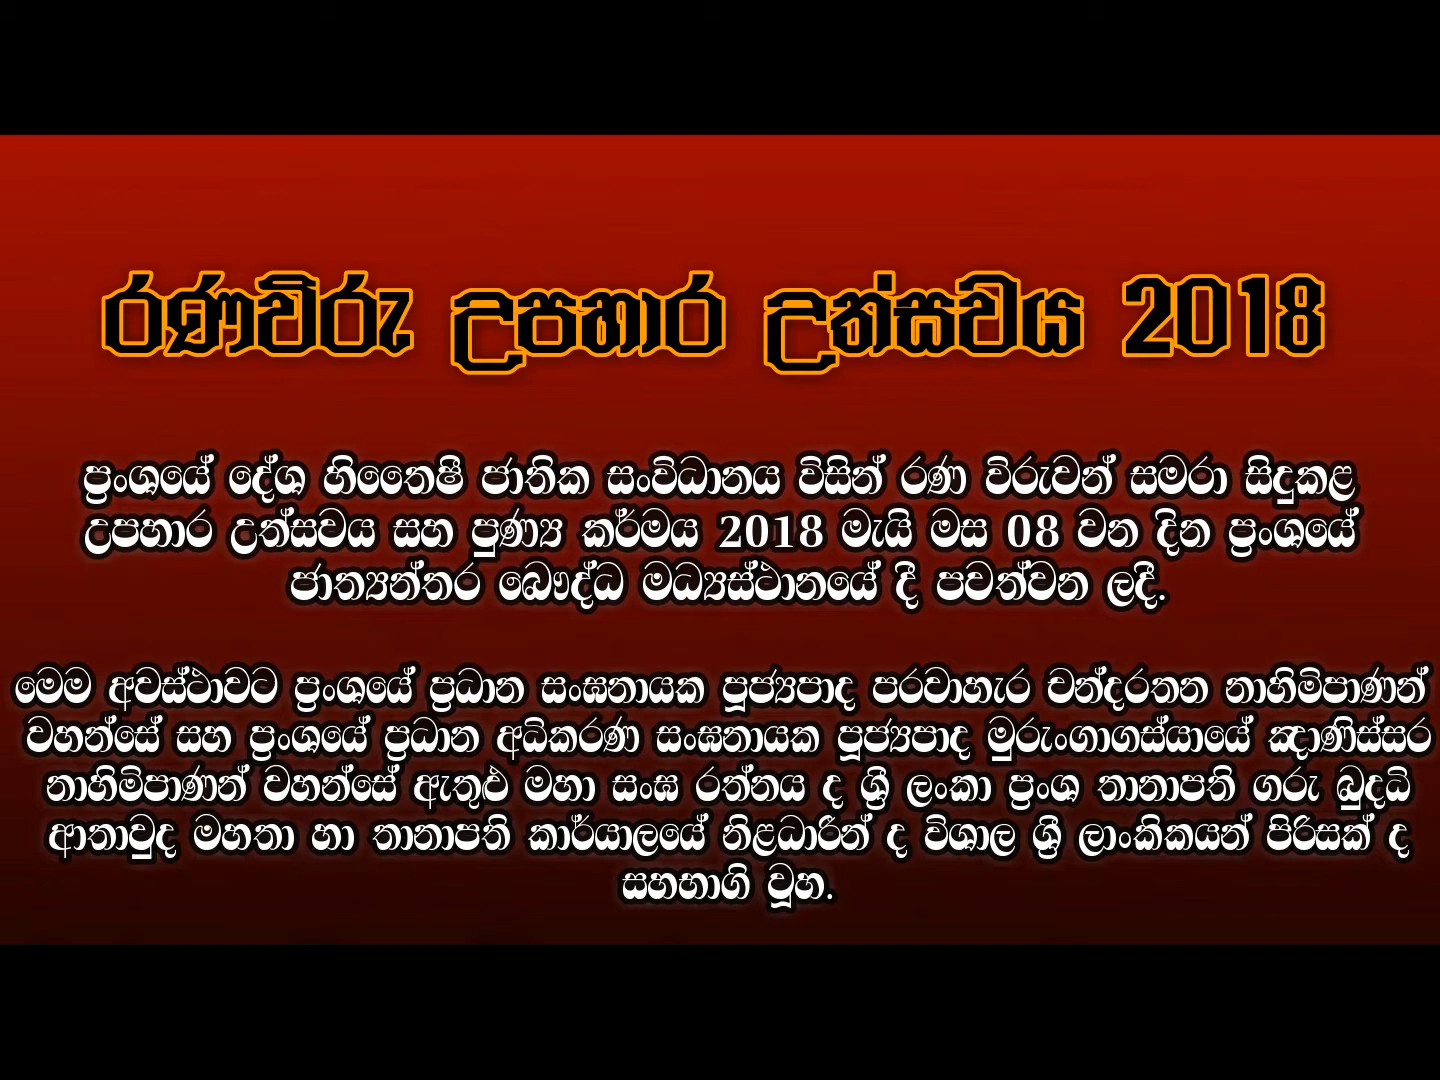 රණවිරු උපහාර උත්සවය 2018
ප්‍රංශයේ දේශ හිතෛෂී ජාතික සංවිධානය විසින් රණ විරුවන් සමරා සිදුකළ
උපහාර උත්සවය සහ පුණ්‍ය කර්මය 2018 මැයි මස 08 වන දින ප්‍රංශයේ
ජාත්‍යන්තර බෞද්ධ මධ්‍යස්ථානයේ දී පවත්වන ලදී.
මෙම අවස්ථාවට ප්‍රංශයේ ප්‍රධාන සංඝනායක පූජ්‍යපාද පරවාහැර චන්දරතන නාහිමිපාණන්
වහන්සේ සහ ප්‍රංශයේ ප්‍රධාන අධිකරණ සංඝනායක පූජ්‍යපාද මුරුංගාගස්යායේ ඤාණිස්සර
නාහිමිපාණන් වහන්සේ ඇතුළු මහා සංඝ රත්නය ද ශ්‍රී ලංකා ප්‍රංශ තානාපති ගරු බුදධි
ආතාවුද මහතා හා තානාපති කාර්යාලයේ නිළධාරීන් ද විශාල ශ්‍රී ලාංකිකයන් පිරිසක් ද
සහභාගි වූහ.